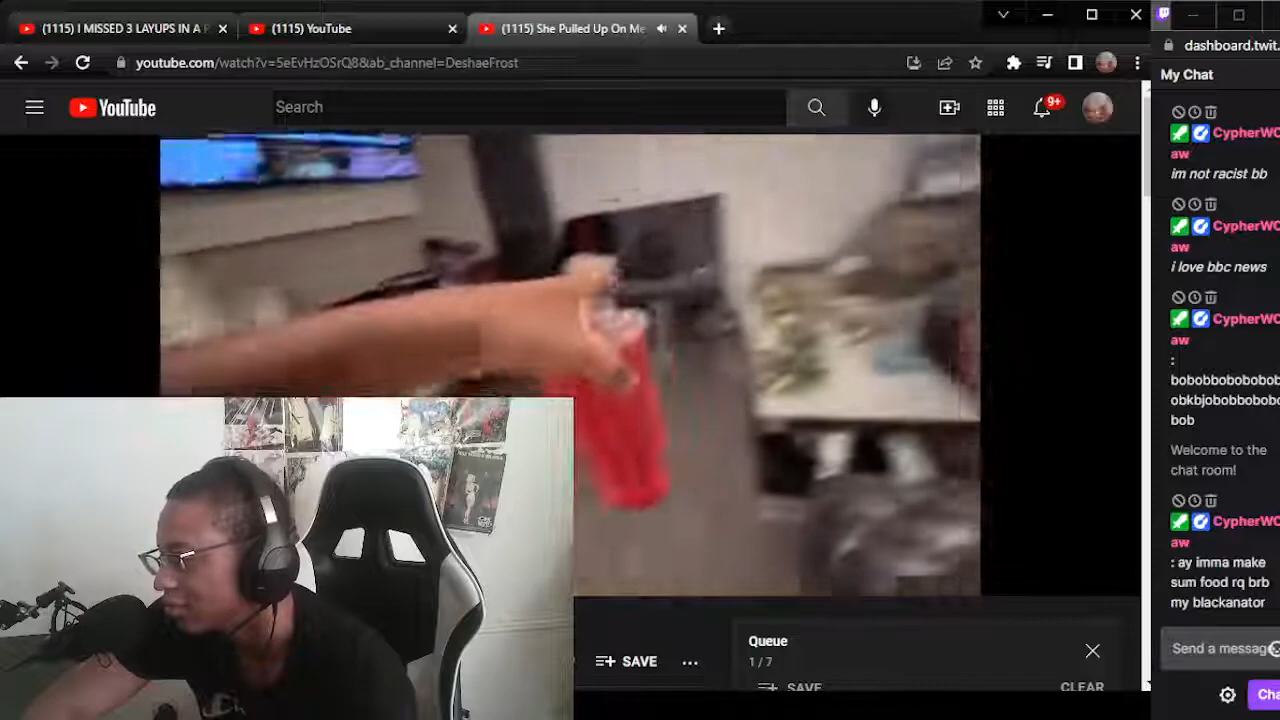 (1115) I MISSED 3 LAYUPS IN A
(1115) YouTube
(1115) She Pulled Up On Me
youtube.com/watch?v=5eEvHzOSrQ8&ab_channel=DeshaeFrost
dashboard.twit
My Chat
YouTube
Search
9+
CypherWC
aw
im not racist bb
CypherWC
aw
i love bbc news
CypherWC
aw
:
bobobbobobobob
obkbjobobbobobo
bob
Welcome to the
chat room!
CypherWC
aw
: ay imma make
sum food rq brb
my blackanator
SAVE
Queue
1 / 7
SAVE
CLEAR
Send a message
Cha